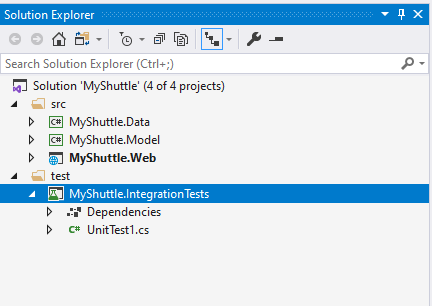 Solution Explorer
Search Solution Explorer (Ctrl+;)
Solution 'MyShuttle' (4 of 4 projects)
src
C# MyShuttle.Data
C# MyShuttle.Model
MyShuttle.Web
test
MyShuttle.IntegrationTests
Dependencies
C# UnitTest1.cs